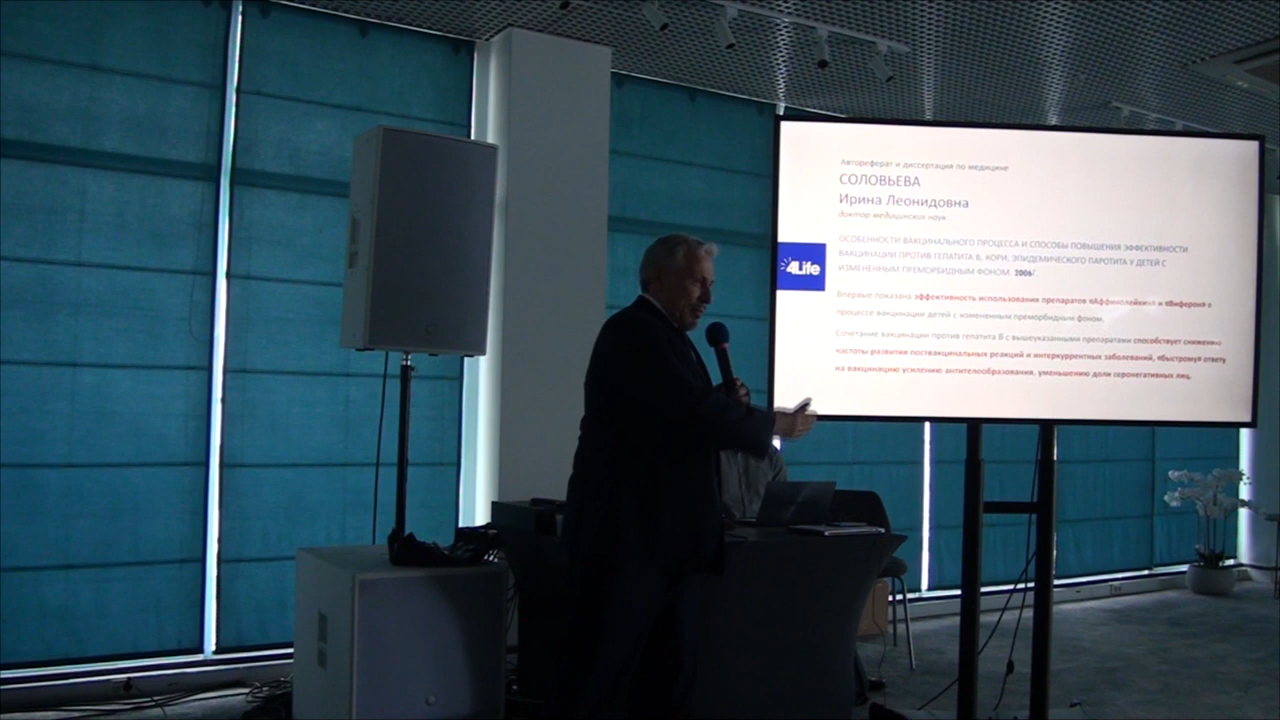 Автореферат и диссертация по медицине
СОЛОВЬЕВА
Ирина Леонидовна
доктор медицинских наук
ОСОБЕННОСТИ ВАКЦИНАЛЬНОГО ПРОЦЕССА И СПОСОБЫ ПОВЫШЕНИЯ ЭФФЕКТИВНОСТИ
ВАКЦИНАЦИИ ПРОТИВ ГЕПАТИТА В, КОРИ, ЭПИДЕМИЧЕСКОГО ПАРОТИТА У ДЕТЕЙ С
ИЗМЕНЕННЫМ ПРЕМОРБИДНЫМ ФОНОМ. 2006г.
4Life
Впервые показана эффективность использования препаратов «Аффинолейкин» и «Виферон» в
процессе вакцинации детей с измененным преморбидным фоном.
Сочетание вакцинации против гепатита В с вышеуказанными препаратами способствует снижению
частоты развития поствакцинальных реакций и интеркуррентных заболеваний, «быстрому» ответу
на вакцинацию усилению антителообразования, уменьшению доли серонегативных лиц.